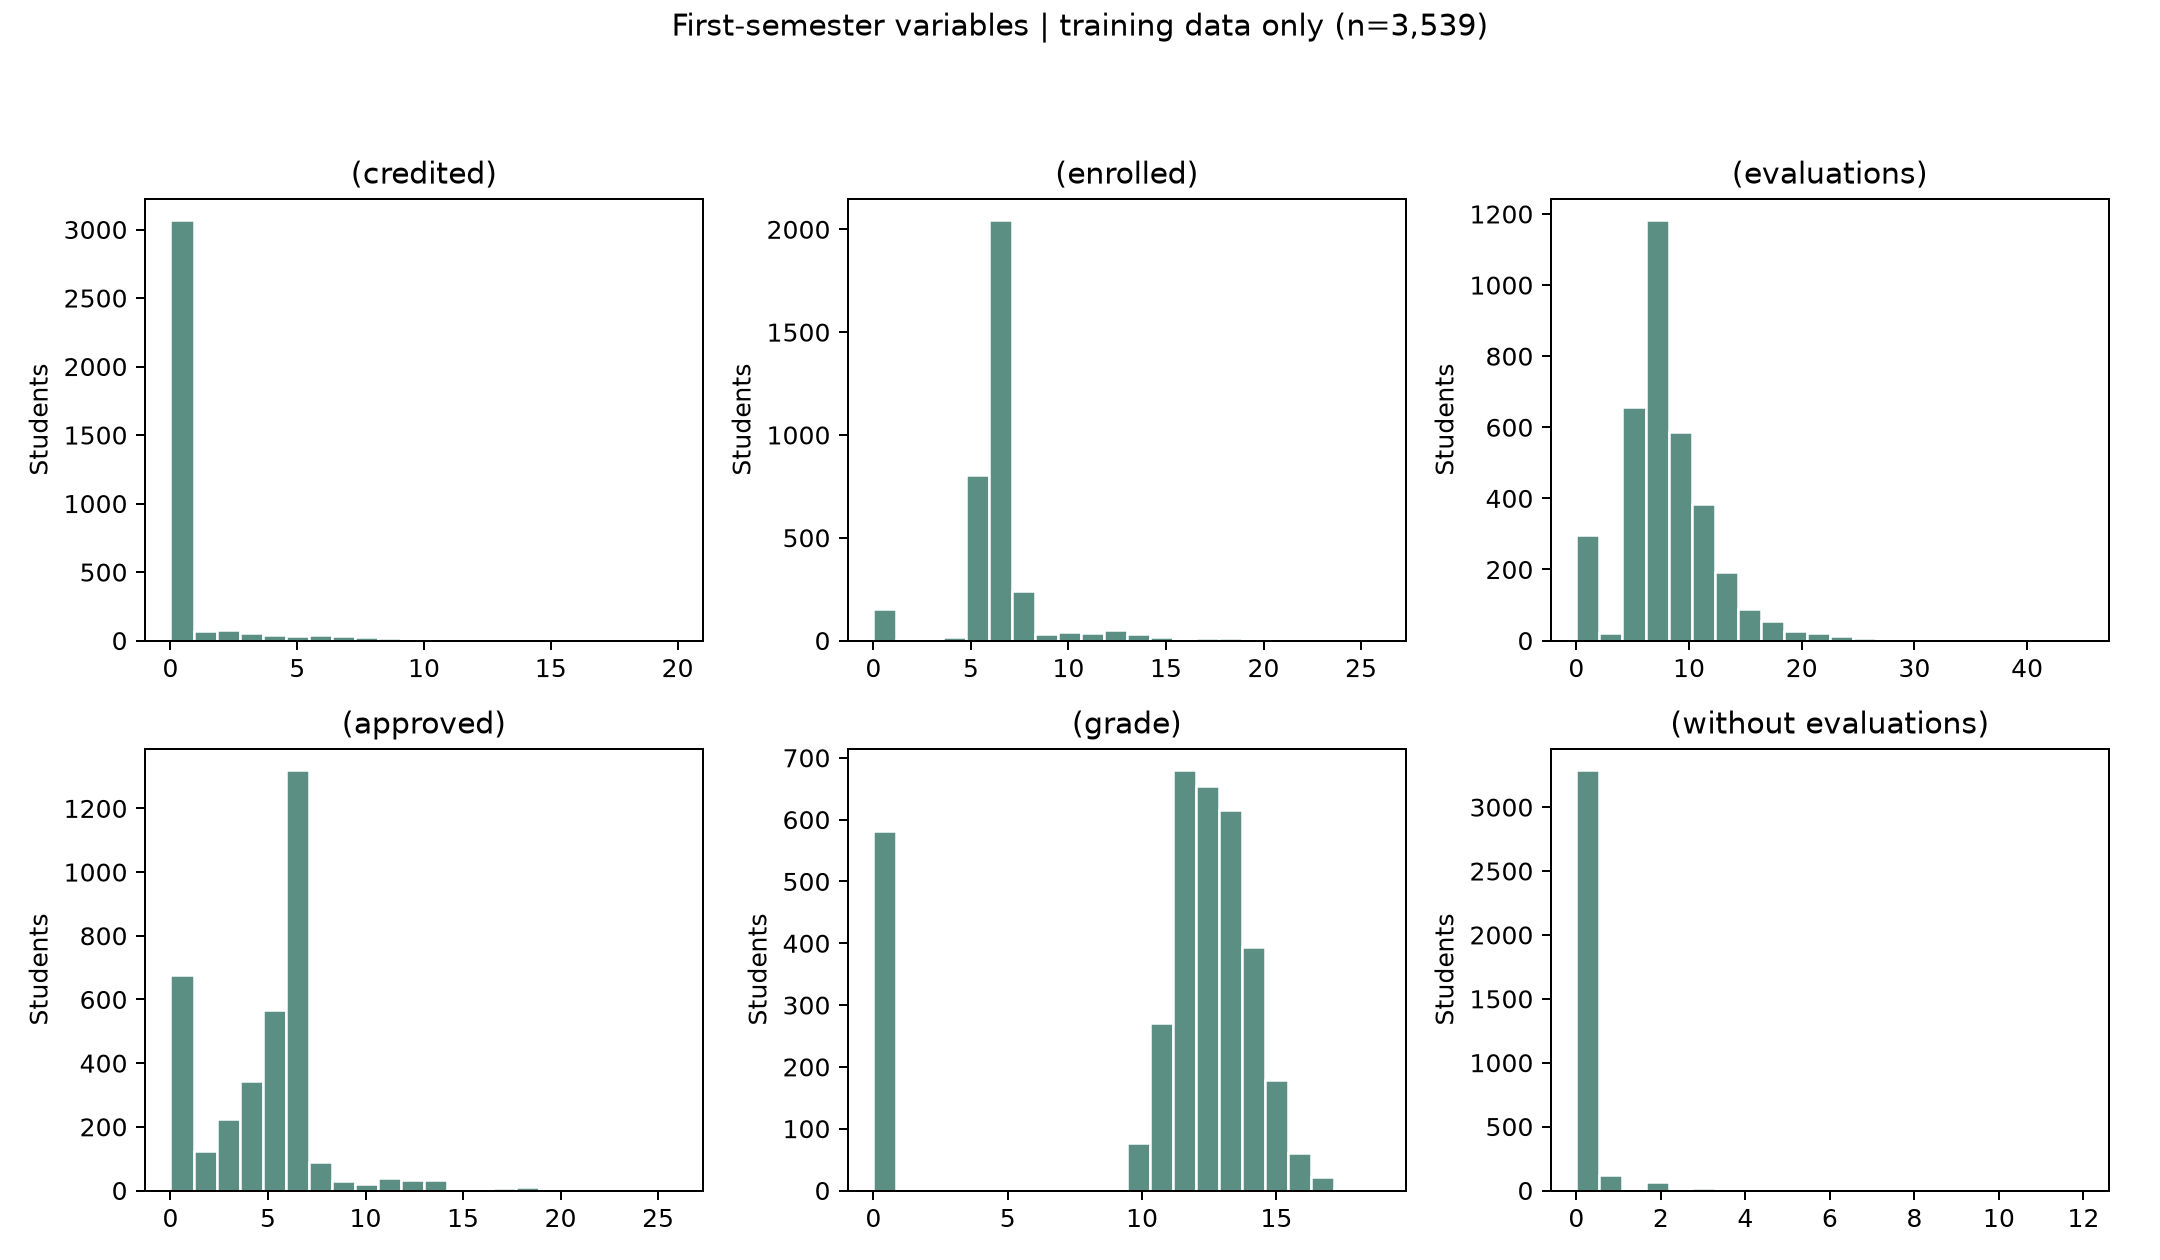 First-semester variables | training data only (n=3,539)
(credited)
Students
3000
2500
2000
1500
1000
500
0
0 5 10 15 20
(enrolled)
Students
2000
1500
1000
500
0
0 5 10 15 20 25
(evaluations)
Students
1200
1000
800
600
400
200
0
0 10 20 30 40
(approved)
Students
1200
1000
800
600
400
200
0
0 5 10 15 20 25
(grade)
Students
700
600
500
400
300
200
100
0
0 5 10 15
(without evaluations)
Students
3000
2500
2000
1500
1000
500
0
0 2 4 6 8 10 12